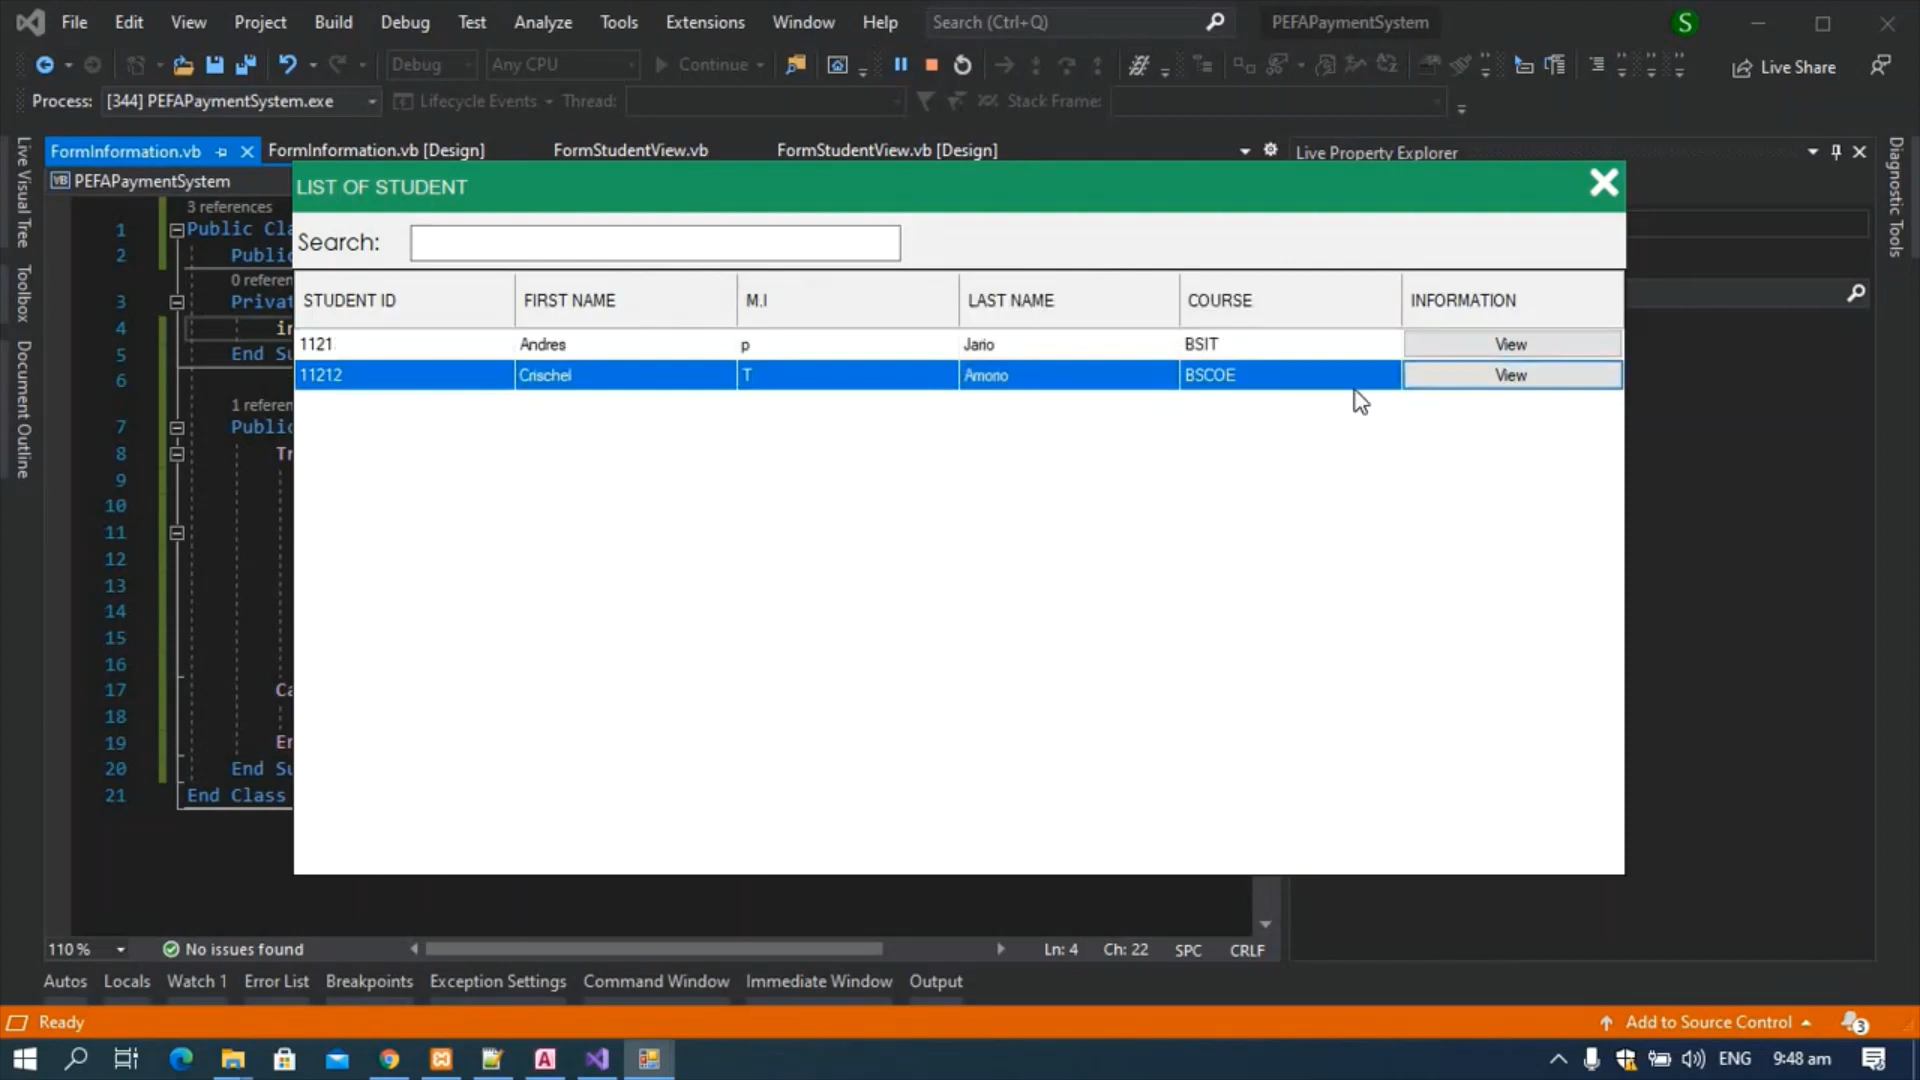 File Edit View Project Build Debug Test Analyze Tools Extensions Window Help Search (Ctrl+Q) PEFAPaymentSystem S
Debug Any CPU Continue Live Share
Process: [344] PEFAPaymentSystem.exe Lifecycle Events Thread: Stack Frame:
FormInformation.vb FormInformation.vb [Design] FormStudentView.vb FormStudentView.vb [Design] Live Property Explorer
VB PEFAPaymentSystem
Live Visual Tree
Toolbox
Document Outline
Diagnostic Tools
LIST OF STUDENT
Search:
STUDENT ID FIRST NAME M.I LAST NAME COURSE INFORMATION
1121 Andres p Jario BSIT View
11212 Crischel T Amono BSCOE View
3 references
1 Public Cla
2 Public
0 referen
3 Privat
4 in
5 End Su
6
1 referen
7 Public
8 Tr
9
10
11
12
13
14
15
16
17 Ca
18
19 En
20 End Su
21 End Class
110 % No issues found Ln: 4 Ch: 22 SPC CRLF
Autos Locals Watch 1 Error List Breakpoints Exception Settings Command Window Immediate Window Output
Ready Add to Source Control 3
ENG 9:48 am